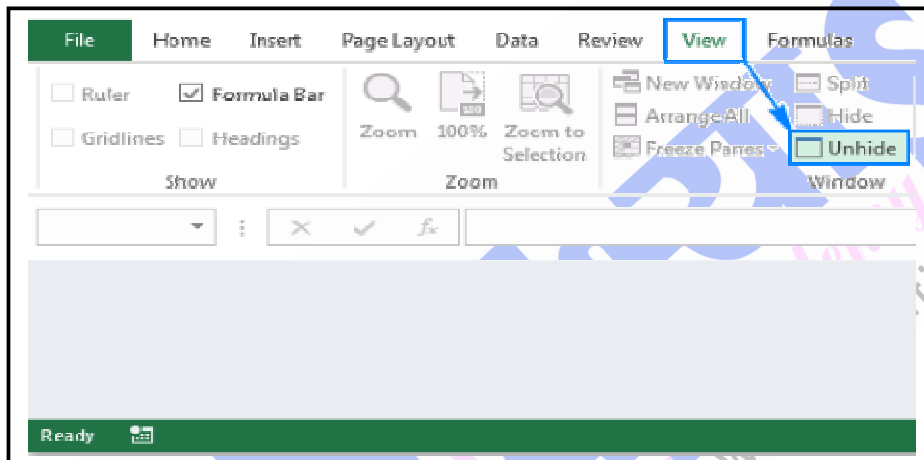 File Home Insert Page Layout Data Review View Formulas
Ruler Formula Bar
Gridlines Headings
Show
Zoom 100% Zoom to Selection
Zoom
New Window Split
Arrange All Hide
Freeze Panes Unhide
Window
fx
Ready